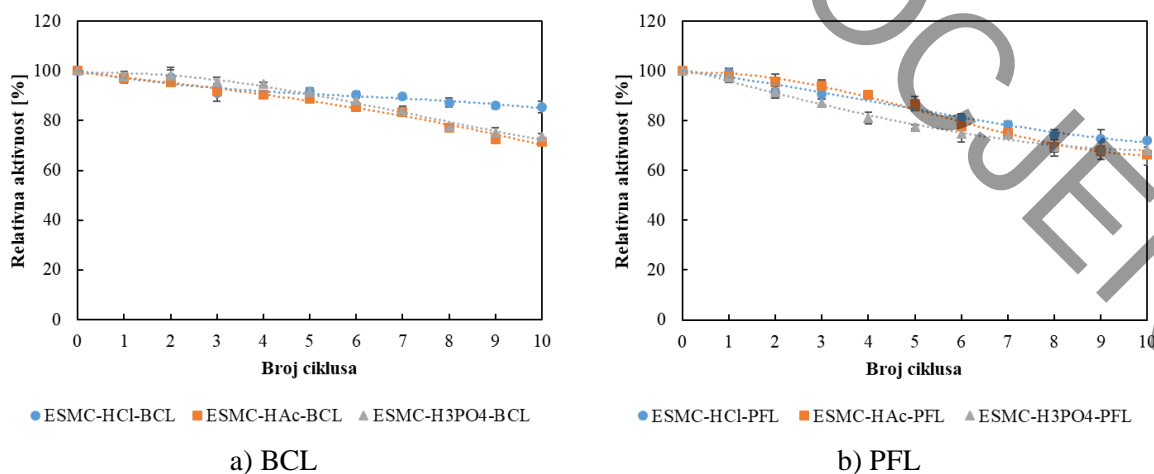 120
100
80
60
40
20
0
Relativna aktivnost [%]
0 1 2 3 4 5 6 7 8 9 10
Broj ciklusa
ESMC-HCl-BCL ESMC-HAc-BCL ESMC-H3PO4-BCL
a) BCL
120
100
80
60
40
20
0
Relativna aktivnost [%]
0 1 2 3 4 5 6 7 8 9 10
Broj ciklusa
ESMC-HCl-PFL ESMC-HAc-PFL ESMC-H3PO4-PFL
b) PFL